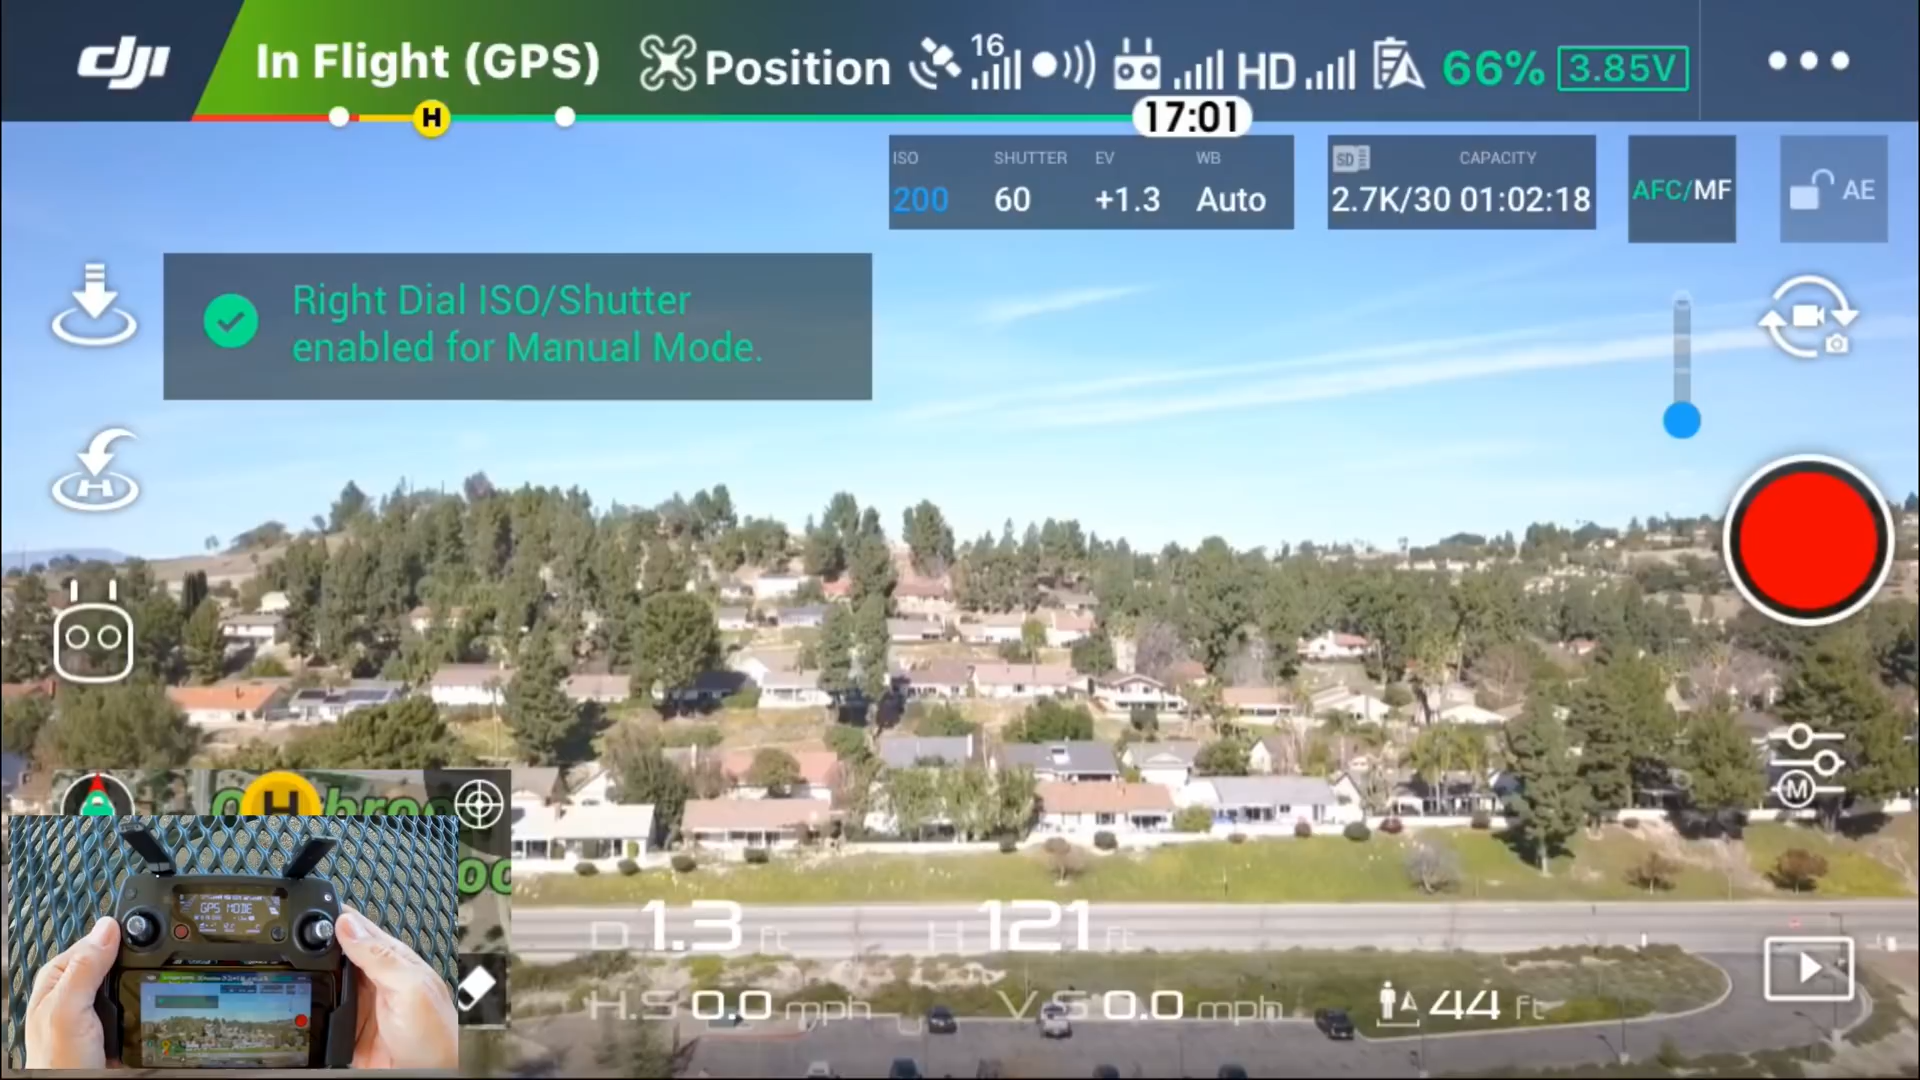 dji
In Flight (GPS)
Position
16
HD
66%
3.85V
H
17:01
ISO
200
SHUTTER
60
EV
+1.3
WB
Auto
SD
CAPACITY
2.7K/30 01:02:18
AFC/MF
AE
Right Dial ISO/Shutter
enabled for Manual Mode.
H
M
H
GPS MODE
D 1.3 ft
H 121 ft
H.S 0.0 mph
V.S 0.0 mph
44 ft